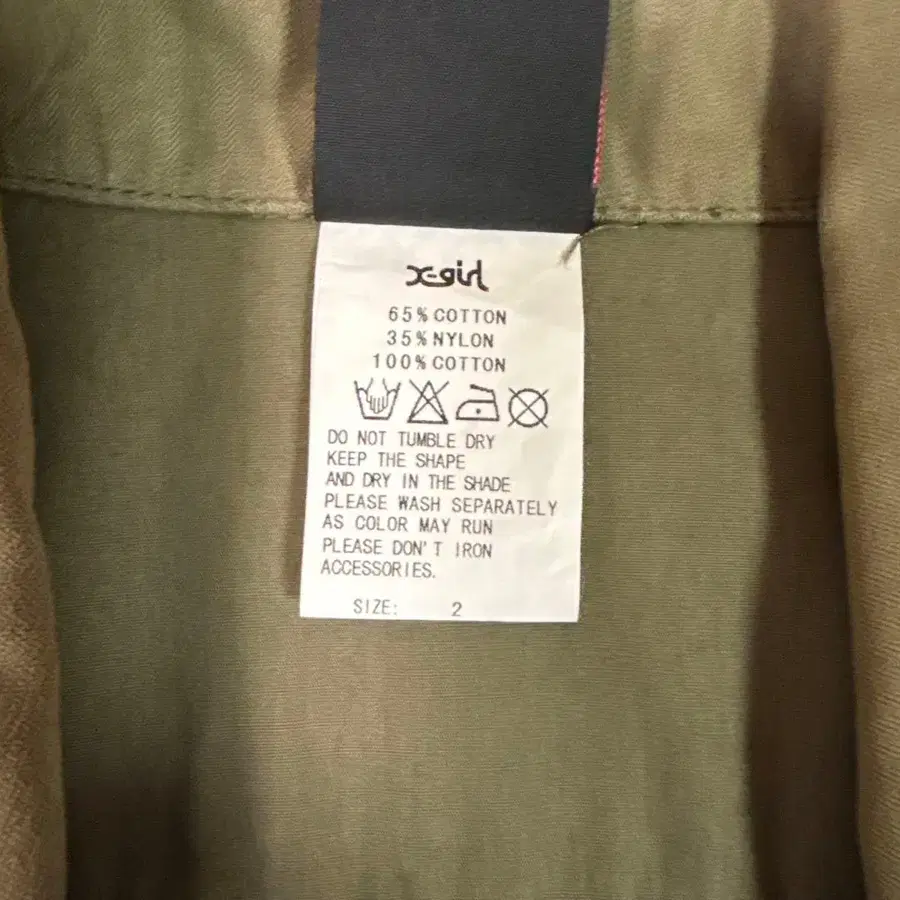 x-girl
65% COTTON
35% NYLON
100% COTTON
DO NOT TUMBLE DRY
KEEP THE SHAPE
AND DRY IN THE SHADE
PLEASE WASH SEPARATELY
AS COLOR MAY RUN
PLEASE DON'T IRON
ACCESSORIES.
SIZE: 2